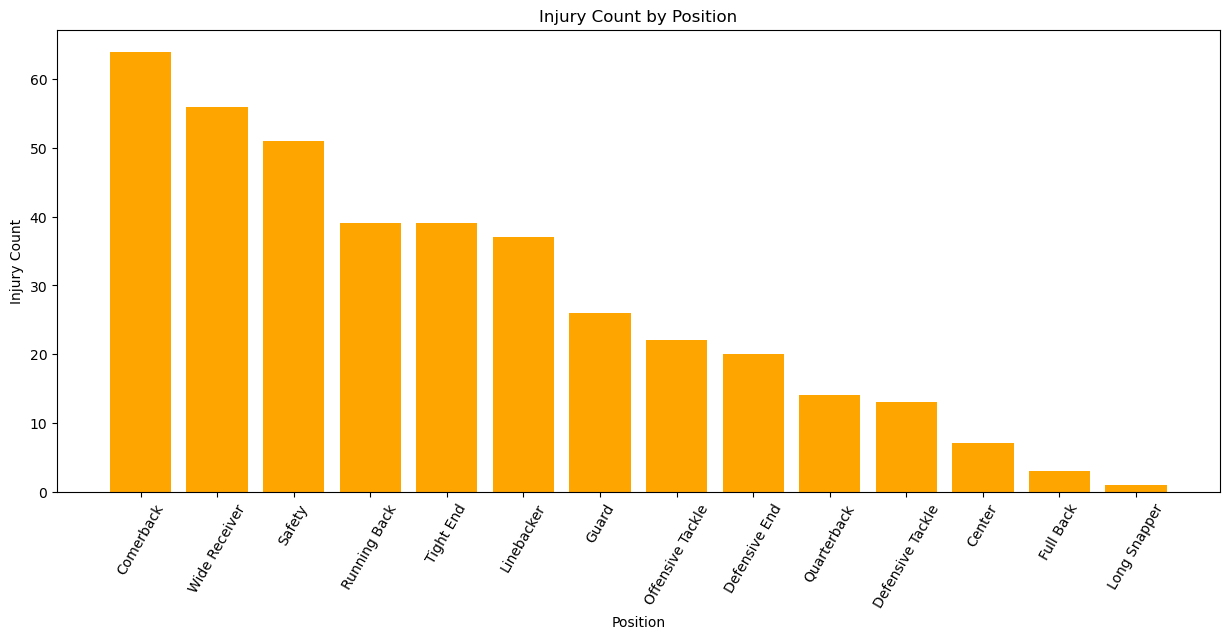 Injury Count by Position
Injury Count
60
50
40
30
20
10
0
Cornerback
Wide Receiver
Safety
Running Back
Tight End
Linebacker
Guard
Offensive Tackle
Defensive End
Quarterback
Defensive Tackle
Center
Full Back
Long Snapper
Position